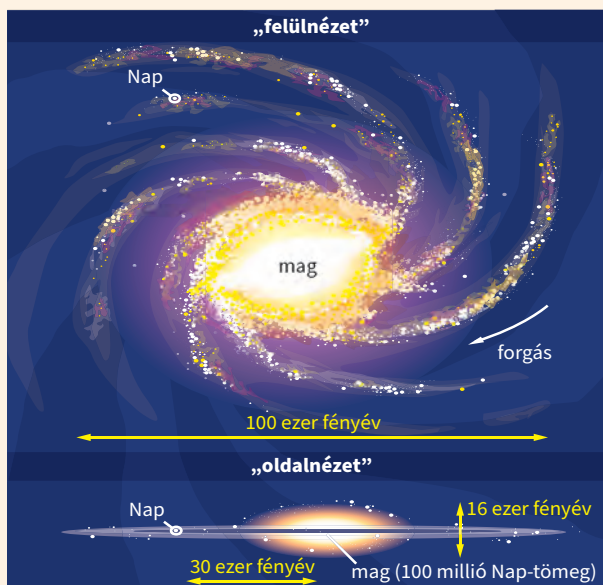 „felülnézet”
Nap
mag
forgás
100 ezer fényév
„oldalnézet”
Nap
16 ezer fényév
30 ezer fényév
mag (100 millió Nap-tömeg)